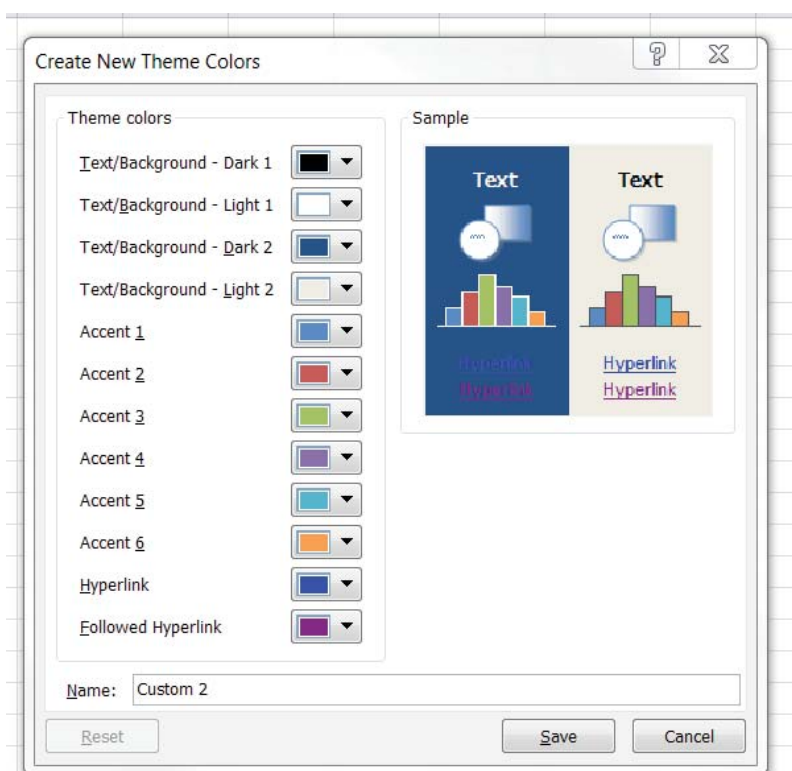 Create New Theme Colors
Theme colors
Text/Background - Dark 1
Text/Background - Light 1
Text/Background - Dark 2
Text/Background - Light 2
Accent 1
Accent 2
Accent 3
Accent 4
Accent 5
Accent 6
Hyperlink
Followed Hyperlink
Sample
Text Text
Hyperlink Hyperlink
Hyperlink Hyperlink
Name: Custom 2
Reset Save Cancel